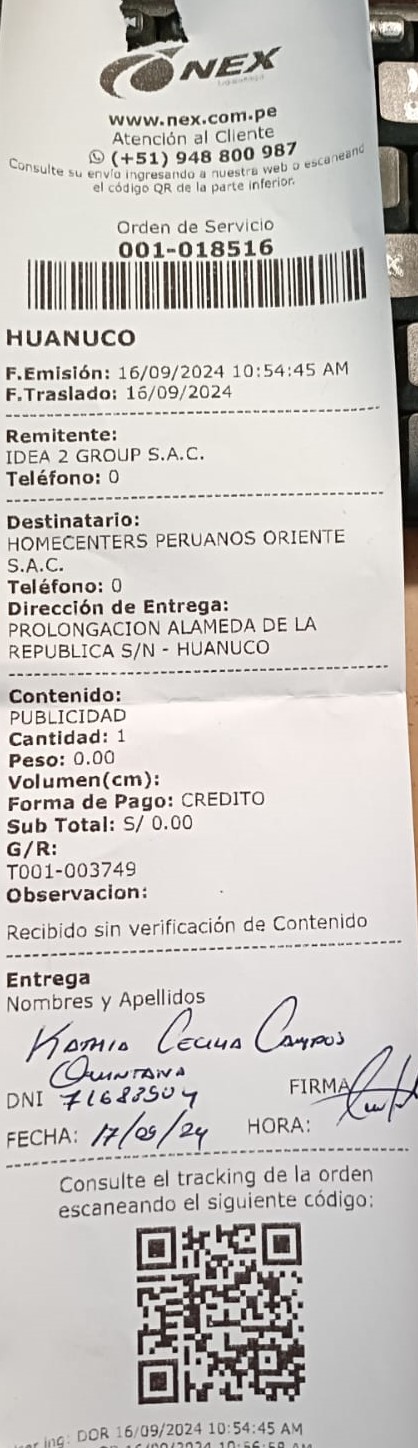 NEX
www.nex.com.pe
Atención al Cliente
(+51) 948 800 987
Consulte su envío ingresando a nuestra web o escaneand
el código QR de la parte inferior.
Orden de Servicio
001-018516
HUANUCO
F.Emisión: 16/09/2024 10:54:45 AM
F.Traslado: 16/09/2024
Remitente:
IDEA 2 GROUP S.A.C.
Teléfono: 0
Destinatario:
HOMECENTERS PERUANOS ORIENTE
S.A.C.
Teléfono: 0
Dirección de Entrega:
PROLONGACION ALAMEDA DE LA
REPUBLICA S/N - HUANUCO
Contenido:
PUBLICIDAD
Cantidad: 1
Peso: 0.00
Volumen(cm):
Forma de Pago: CREDITO
Sub Total: S/ 0.00
G/R:
T001-003749
Observacion:
Recibido sin verificación de Contenido
Entrega
Nombres y Apellidos
Kathia Cecilia Campos
Quintana
DNI 71683504 FIRMA
FECHA: 17/09/24 HORA:
Consulte el tracking de la orden
escaneando el siguiente código:
ing: DOR 16/09/2024 10:54:45 AM